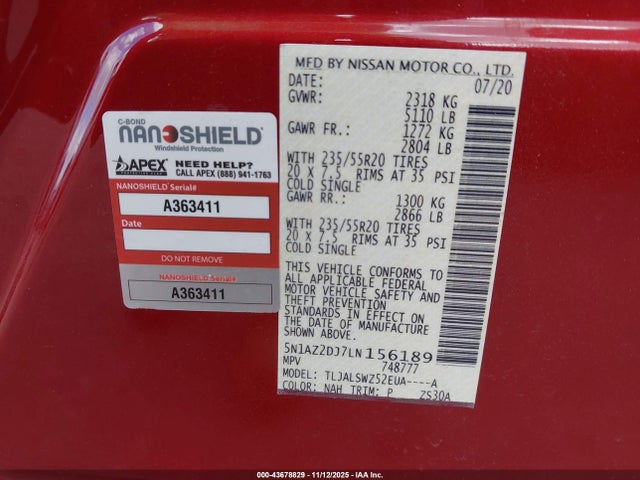 C-BOND
NANOSHIELD
Windshield Protection
APEX
NEED HELP?
CALL APEX (888) 941-1763
NANOSHIELD Serial#
A363411
Date
DO NOT REMOVE
NANOSHIELD Serial#
A363411
MFD BY NISSAN MOTOR CO., LTD.
DATE: 07/20
GVWR: 2318 KG
5110 LB
GAWR FR.: 1272 KG
2804 LB
WITH 235/55R20 TIRES
20 X 7.5 RIMS AT 35 PSI
COLD SINGLE
GAWR RR.: 1300 KG
2866 LB
WITH 235/55R20 TIRES
20 X 7.5 RIMS AT 35 PSI
COLD SINGLE
THIS VEHICLE CONFORMS TO
ALL APPLICABLE FEDERAL
MOTOR VEHICLE SAFETY AND
THEFT PREVENTION
STANDARDS IN EFFECT ON
THE DATE OF MANUFACTURE
SHOWN ABOVE.
5N1AZ2DJ7LN156189
MPV 748777
MODEL: TLJALSWZ52EUA----A
COLOR: NAH TRIM: P ZS30A
000-43678829 - 11/12/2025 - IAA Inc.